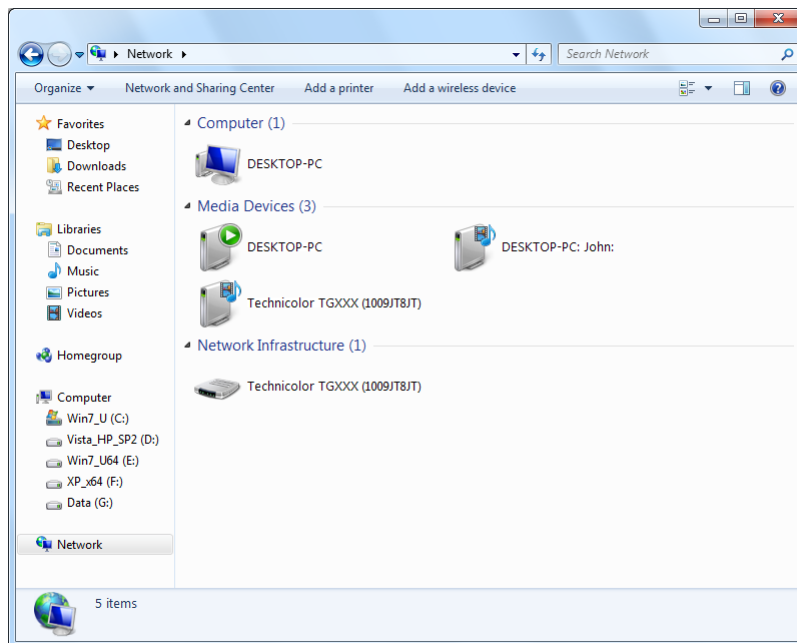 Network
Search Network
Organize Network and Sharing Center Add a printer Add a wireless device
Favorites
Desktop
Downloads
Recent Places
Libraries
Documents
Music
Pictures
Videos
Homegroup
Computer
Win7_U (C:)
Vista_HP_SP2 (D:)
Win7_U64 (E:)
XP_x64 (F:)
Data (G:)
Network
Computer (1)
DESKTOP-PC
Media Devices (3)
DESKTOP-PC
DESKTOP-PC: John:
Technicolor TGXXX (1009JT8JT)
Network Infrastructure (1)
Technicolor TGXXX (1009JT8JT)
5 items